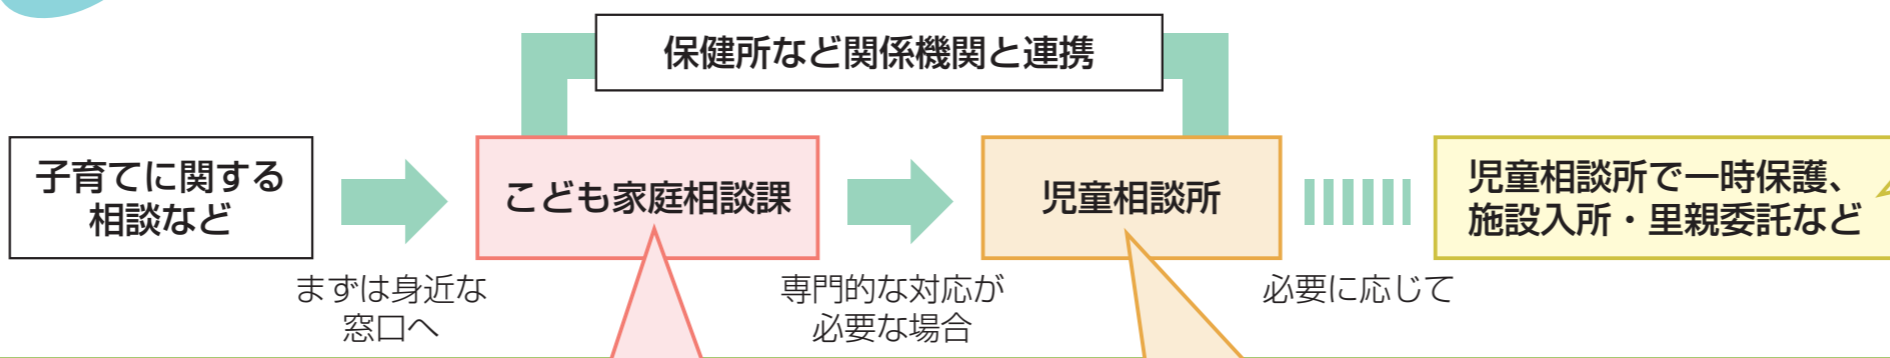 保健所など関係機関と連携
子育てに関する
相談など
まずは身近な
窓口へ
こども家庭相談課
専門的な対応が
必要な場合
児童相談所
必要に応じて
児童相談所で一時保護、
施設入所・里親委託など